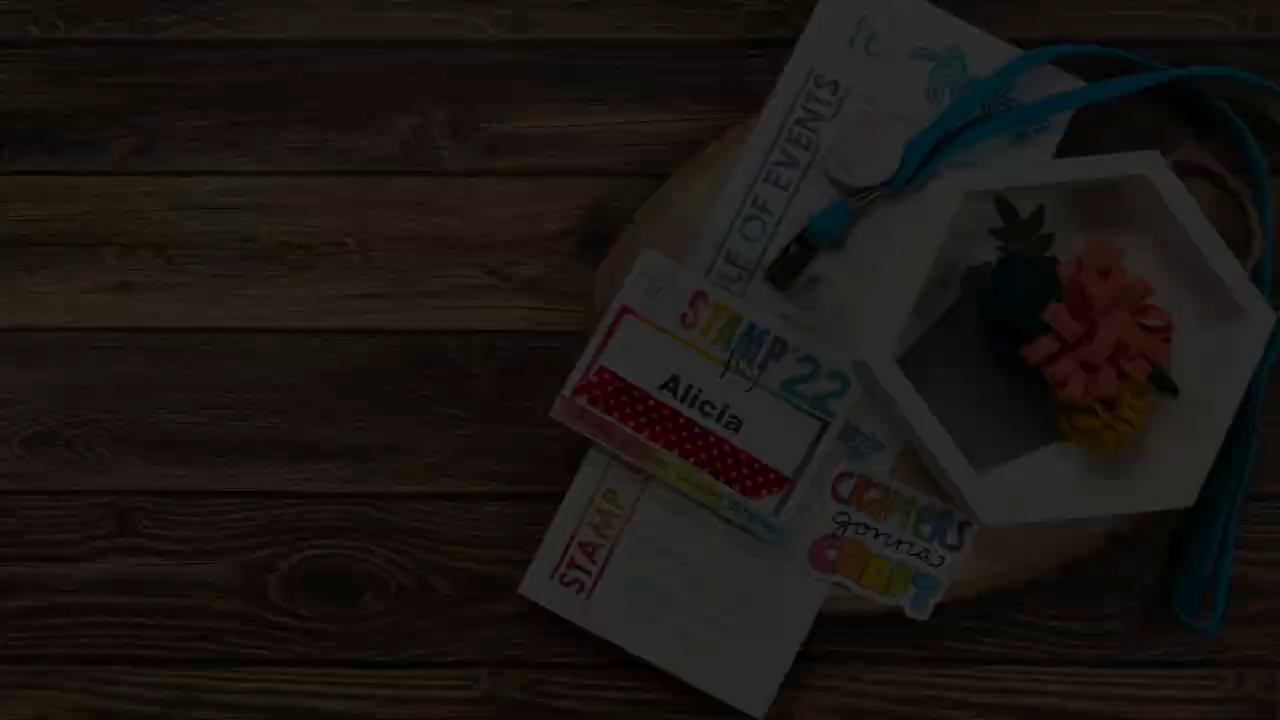 LE OF EVENTS
STAMP '22
Alicia
CRAFTERS
gonna
CRAFT
STAMP